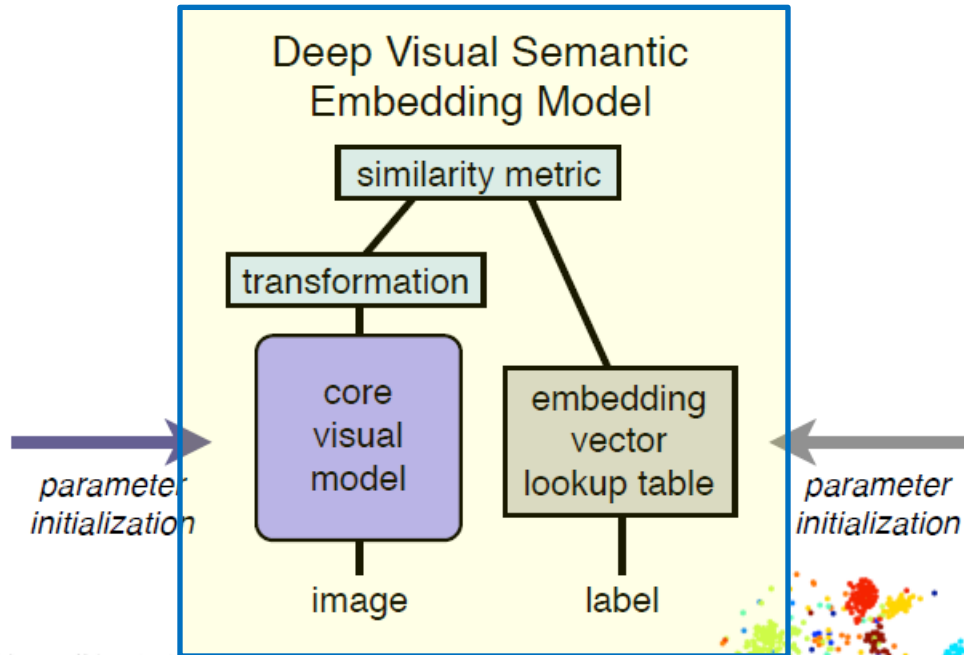 Deep Visual Semantic
Embedding Model
similarity metric
transformation
core
visual
model
embedding
vector
lookup table
parameter
initialization
parameter
initialization
image
label